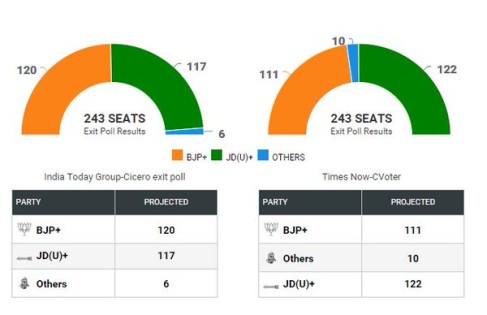 120
117
6
243 SEATS
Exit Poll Results
10
111
122
243 SEATS
Exit Poll Results
BJP+ JD(U)+ OTHERS
India Today Group-Cicero exit poll
PARTY PROJECTED
BJP+ 120
JD(U)+ 117
Others 6
Times Now-CVoter
PARTY PROJECTED
BJP+ 111
Others 10
JD(U)+ 122